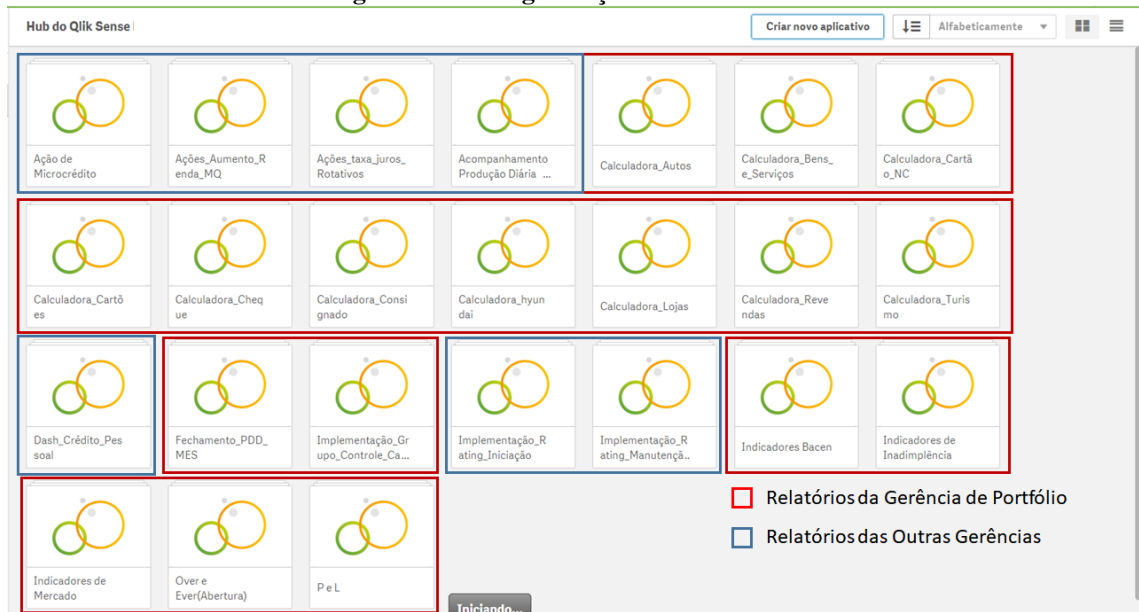 Hub do Qlik Sense
Criar novo aplicativo
Alfabeticamente
Ação de
Microcrédito
Ações_Aumento_R
enda_MQ
Ações_taxa_juros_
Rotativos
Acompanhamento
Produção Diária ...
Calculadora_Autos
Calculadora_Bens_
e_Serviços
Calculadora_Cartã
o_NC
Calculadora_Cartõ
es
Calculadora_Cheq
ue
Calculadora_Consi
gnado
Calculadora_hyun
dai
Calculadora_Lojas
Calculadora_Reve
ndas
Calculadora_Turis
mo
Dash_Crédito_Pes
soal
Fechamento_PDD_
MES
Implementação_Gr
upo_Controle_Ca...
Implementação_R
ating_Iniciação
Implementação_R
ating_Manutençã..
Indicadores Bacen
Indicadores de
Inadimplência
Relatórios da Gerência de Portfólio
Relatórios das Outras Gerências
Indicadores de
Mercado
Over e
Ever(Abertura)
P e L
Iniciando...